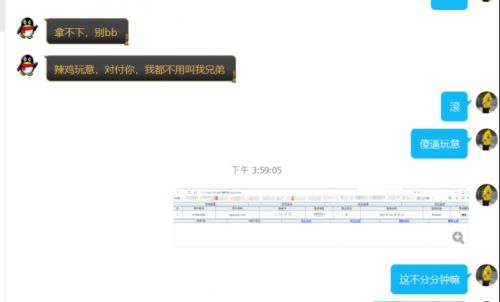 拿不下，别bb
辣鸡玩意，对付你，我都不用叫我兄弟
滚
傻逼玩意
下午 3:59:05
这不分分钟嘛